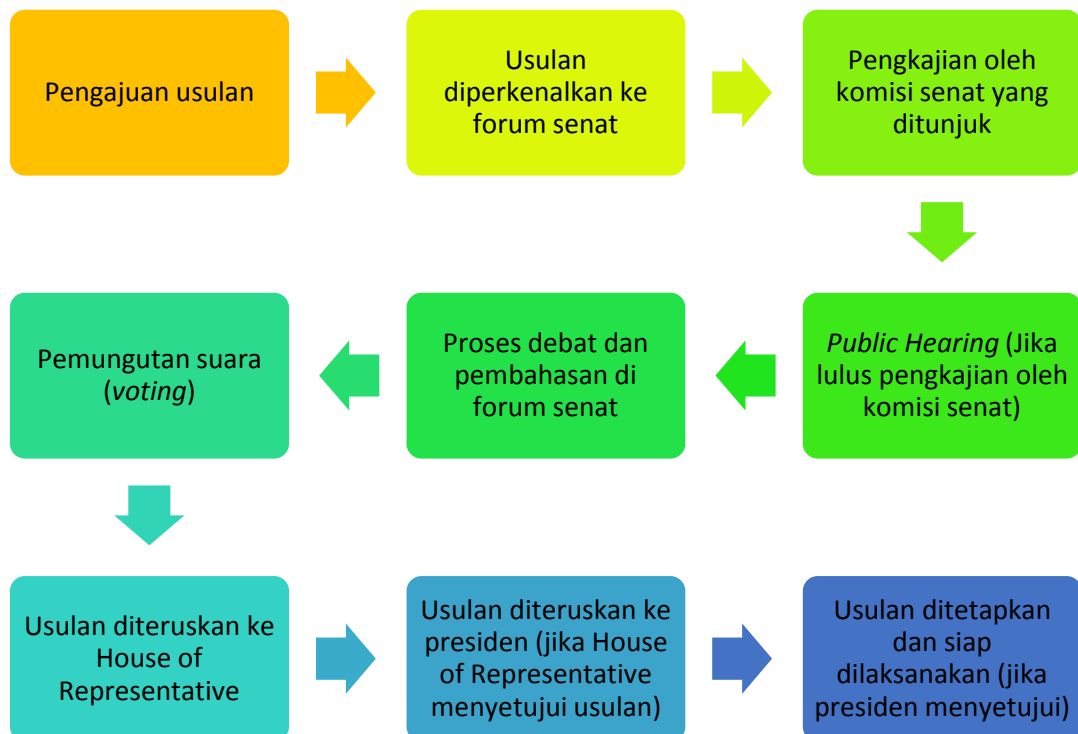 Pengajuan usulan
Usulan
diperkenalkan ke
forum senat
Pengkajian oleh
komisi senat yang
ditunjuk
Public Hearing (Jika
lulus pengkajian oleh
komisi senat)
Proses debat dan
pembahasan di
forum senat
Pemungutan suara
(voting)
Usulan diteruskan ke
House of
Representative
Usulan diteruskan ke
presiden (jika House
of Representative
menyetujui usulan)
Usulan ditetapkan
dan siap
dilaksanakan (jika
presiden menyetujui)